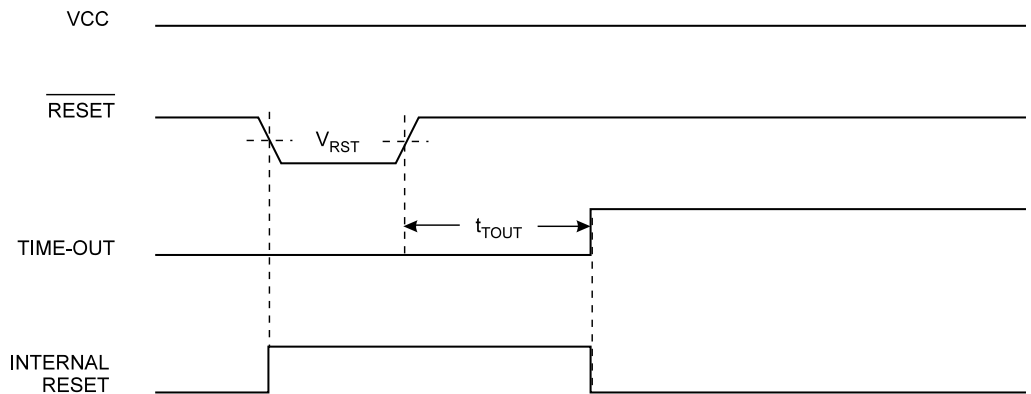 VCC
RESET
VRST
tTOUT
TIME-OUT
INTERNAL
RESET